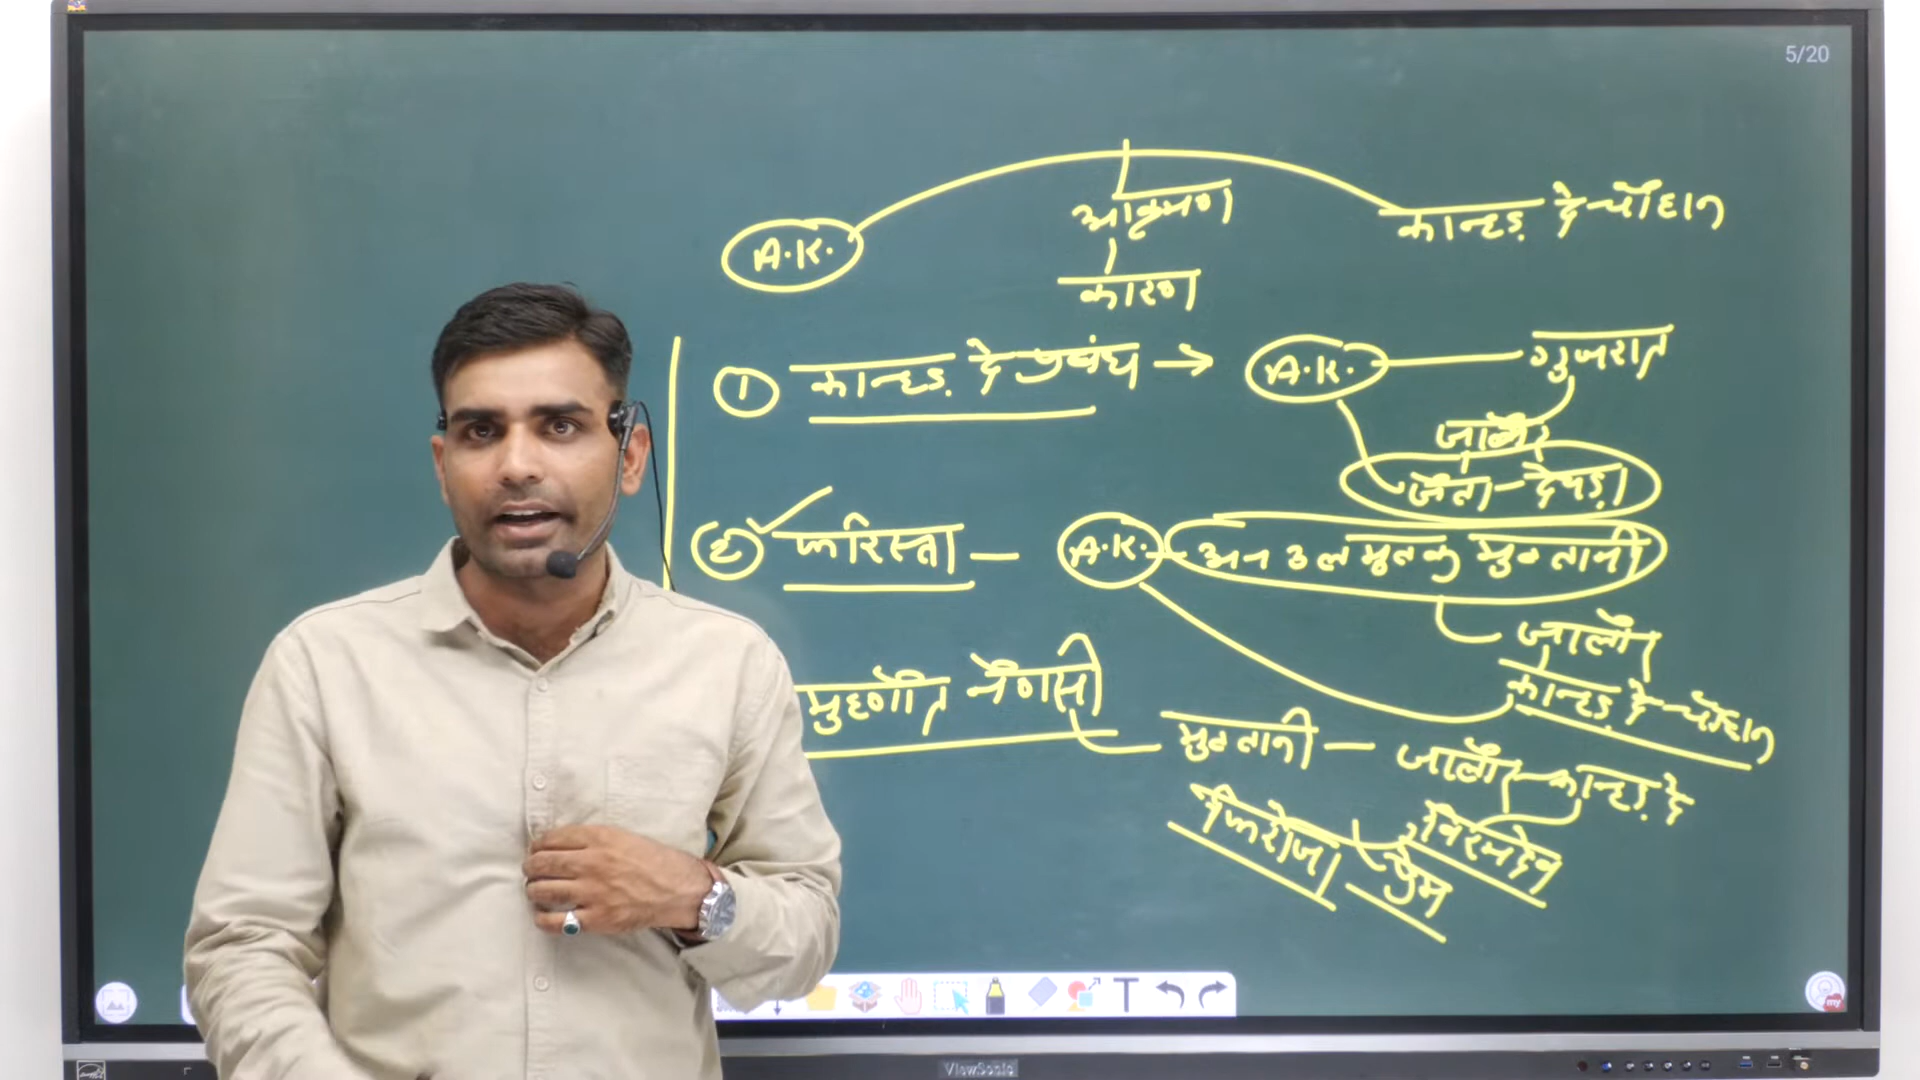 5/20
A.K. आक्रमण कान्हड़ दे चौहान
कारण
① कान्हड़ दे प्रबंध → A.K. — गुजरात
जालौर
जैता - देवड़ा
② फरिस्ता — A.K. - अन उल मुल्क मुल्तानी
जालौर
कान्हड़ दे चौहान
मुहणौत नैणसी
मुल्तानी — जालौर - कान्हड़ दे
फिरोजा प्रेम विरमदेव
T
my
ViewSonic